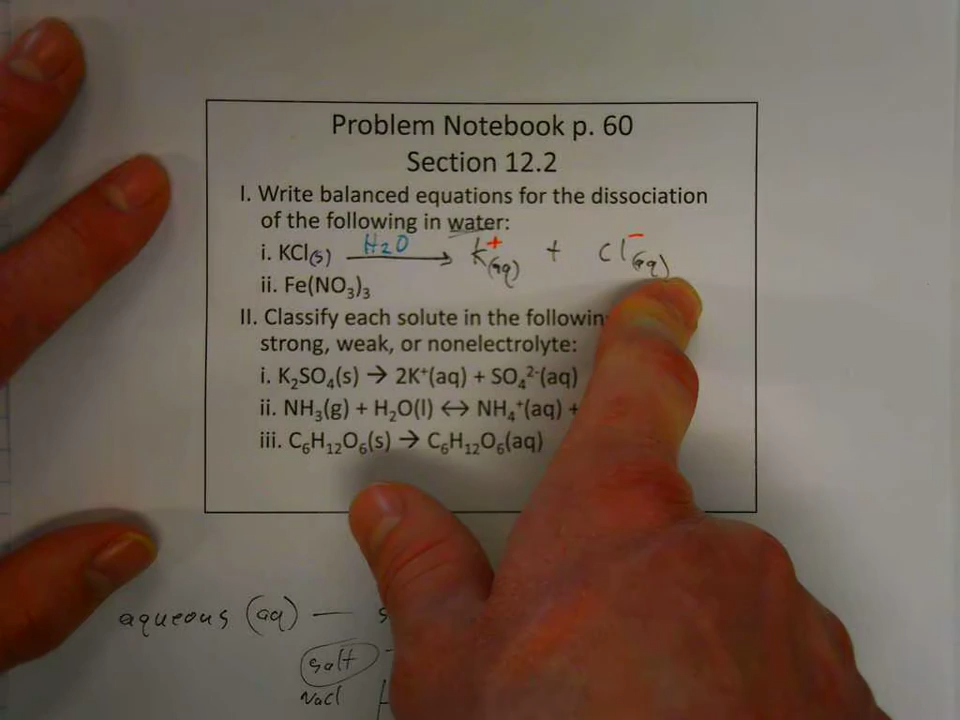 Problem Notebook p. 60
Section 12.2
I. Write balanced equations for the dissociation
of the following in water:
i. KCl(s) H2O → K+(aq) + Cl-(aq)
ii. Fe(NO3)3
II. Classify each solute in the
strong, weak, or nonelectrolyte:
i. K2SO4(s) → 2K+(aq) + SO42-(aq)
ii. NH3(g) + H2O(l) ↔ NH4+(aq) +
iii. C6H12O6(s) → C6H12O6(aq)
aqueous (aq) —
salt
NaCl